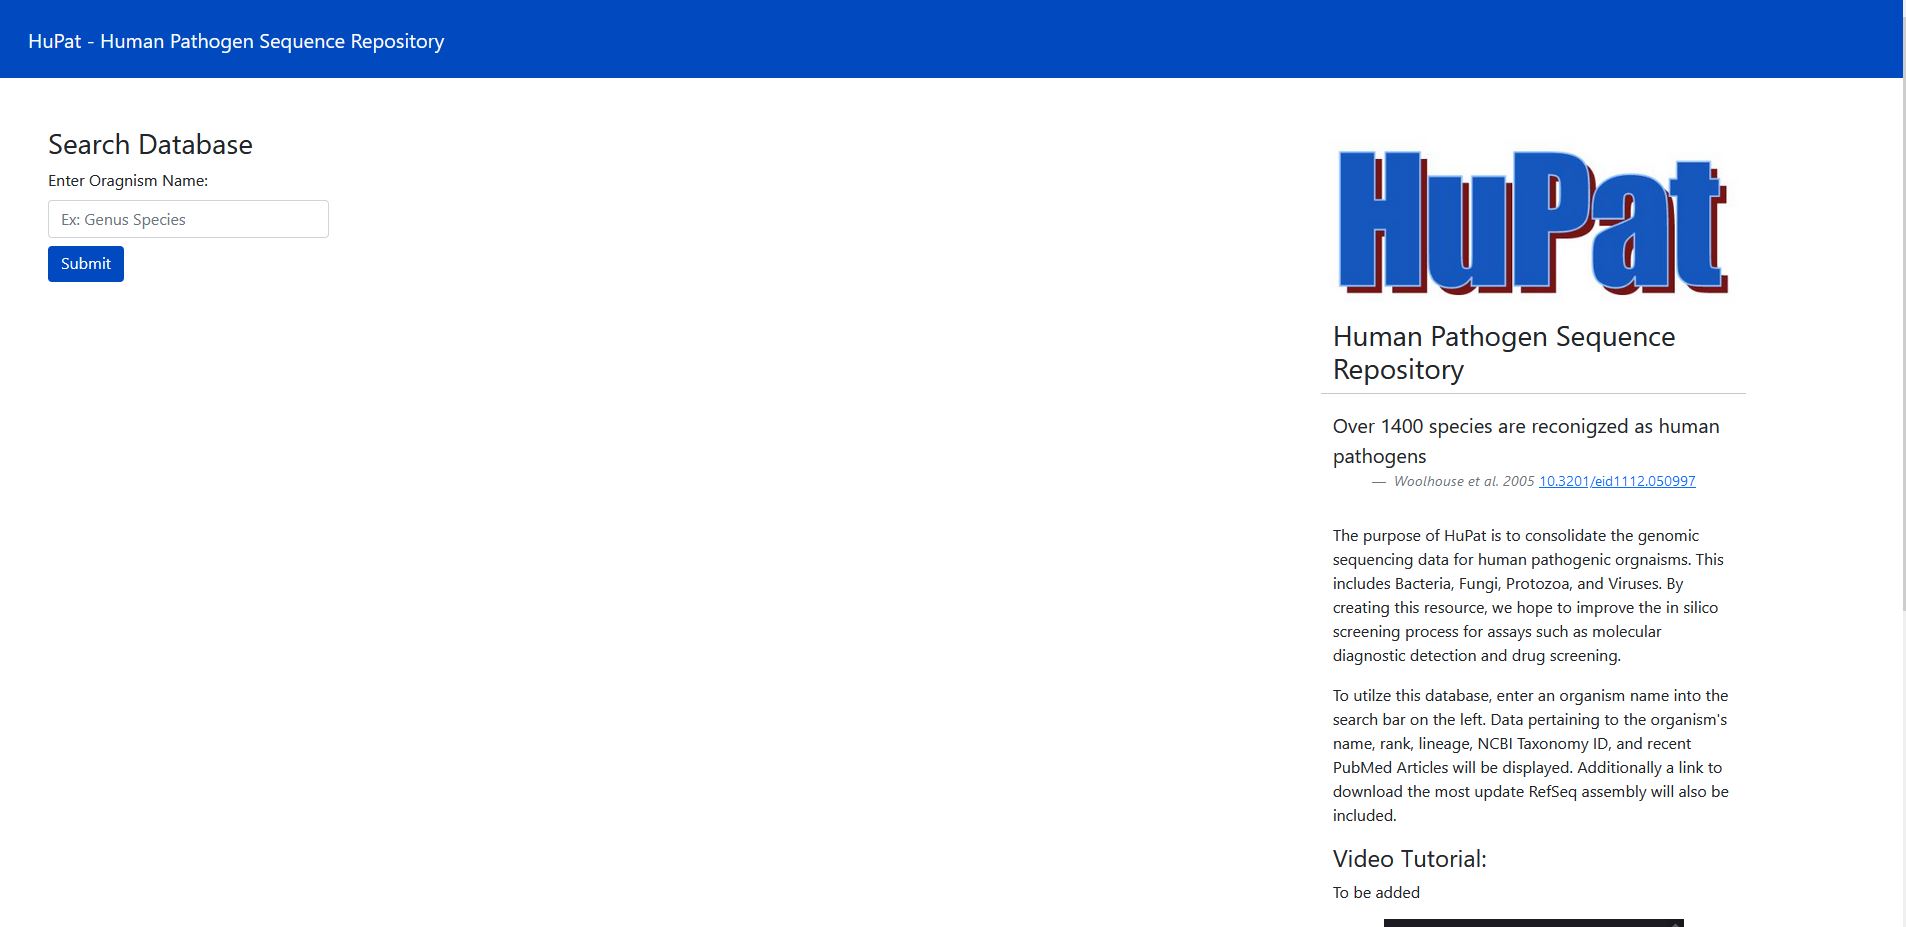 HuPat - Human Pathogen Sequence Repository
Search Database
Enter Oragnism Name:
Ex: Genus Species
Submit
HuPat
Human Pathogen Sequence
Repository
Over 1400 species are reconigzed as human
pathogens
— Woolhouse et al. 2005 10.3201/eid1112.050997
The purpose of HuPat is to consolidate the genomic
sequencing data for human pathogenic orgnaisms. This
includes Bacteria, Fungi, Protozoa, and Viruses. By
creating this resource, we hope to improve the in silico
screening process for assays such as molecular
diagnostic detection and drug screening.
To utilze this database, enter an organism name into the
search bar on the left. Data pertaining to the organism's
name, rank, lineage, NCBI Taxonomy ID, and recent
PubMed Articles will be displayed. Additionally a link to
download the most update RefSeq assembly will also be
included.
Video Tutorial:
To be added